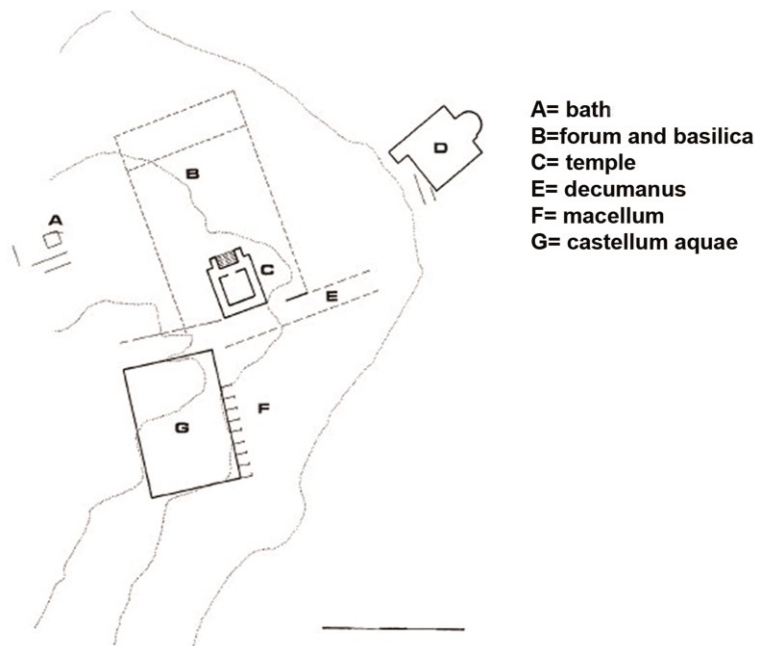 A= bath
B=forum and basilica
C= temple
E= decumanus
F= macellum
G= castellum aquae
B
D
A
C
E
F
G